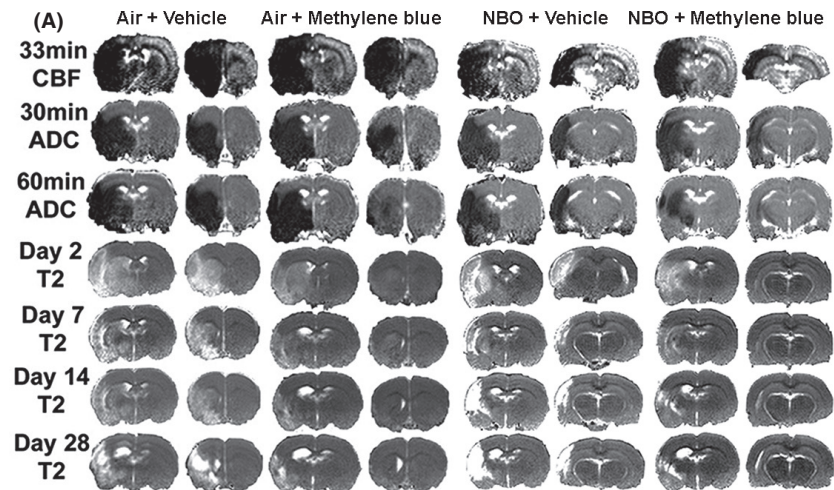 (A)
Air + Vehicle Air + Methylene blue NBO + Vehicle NBO + Methylene blue
33min
CBF
30min
ADC
60min
ADC
Day 2
T2
Day 7
T2
Day 14
T2
Day 28
T2